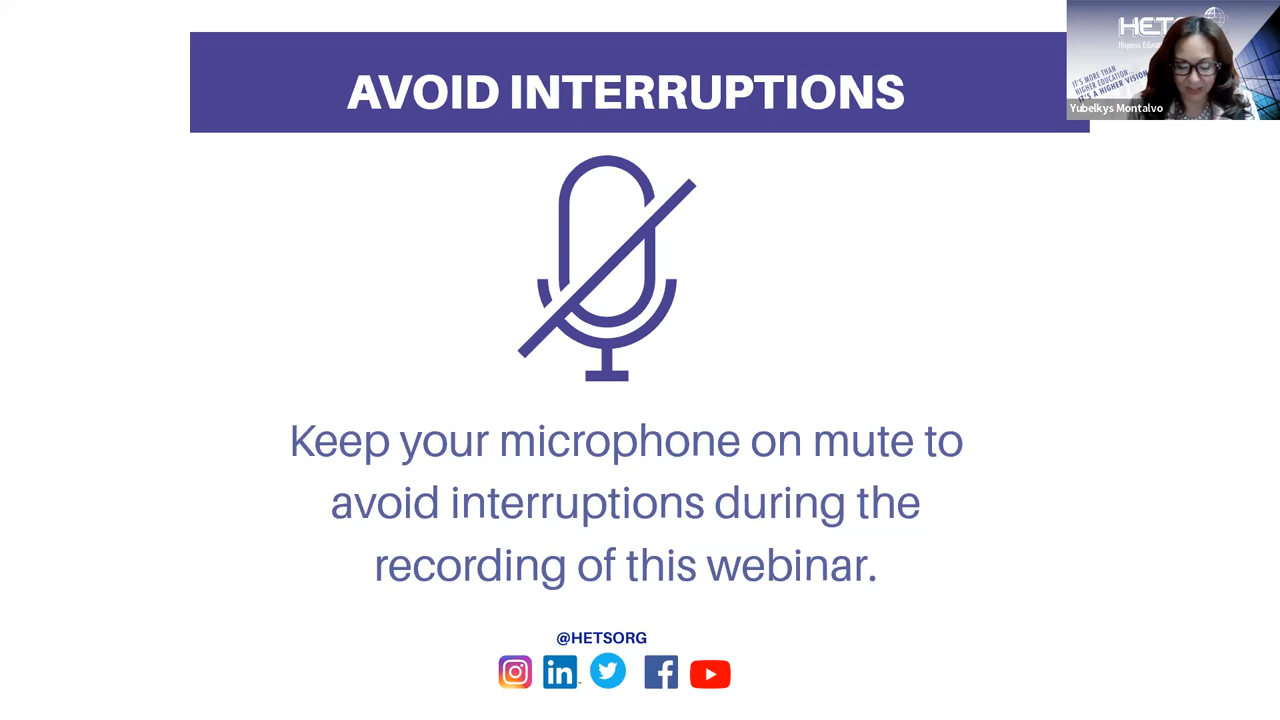 AVOID INTERRUPTIONS
HETS
IT'S MORE THAN
HIGHER EDUCATION
IT'S A HIGHER VISION
Yubelkys Montalvo
Keep your microphone on mute to
avoid interruptions during the
recording of this webinar.
@HETSORG
in